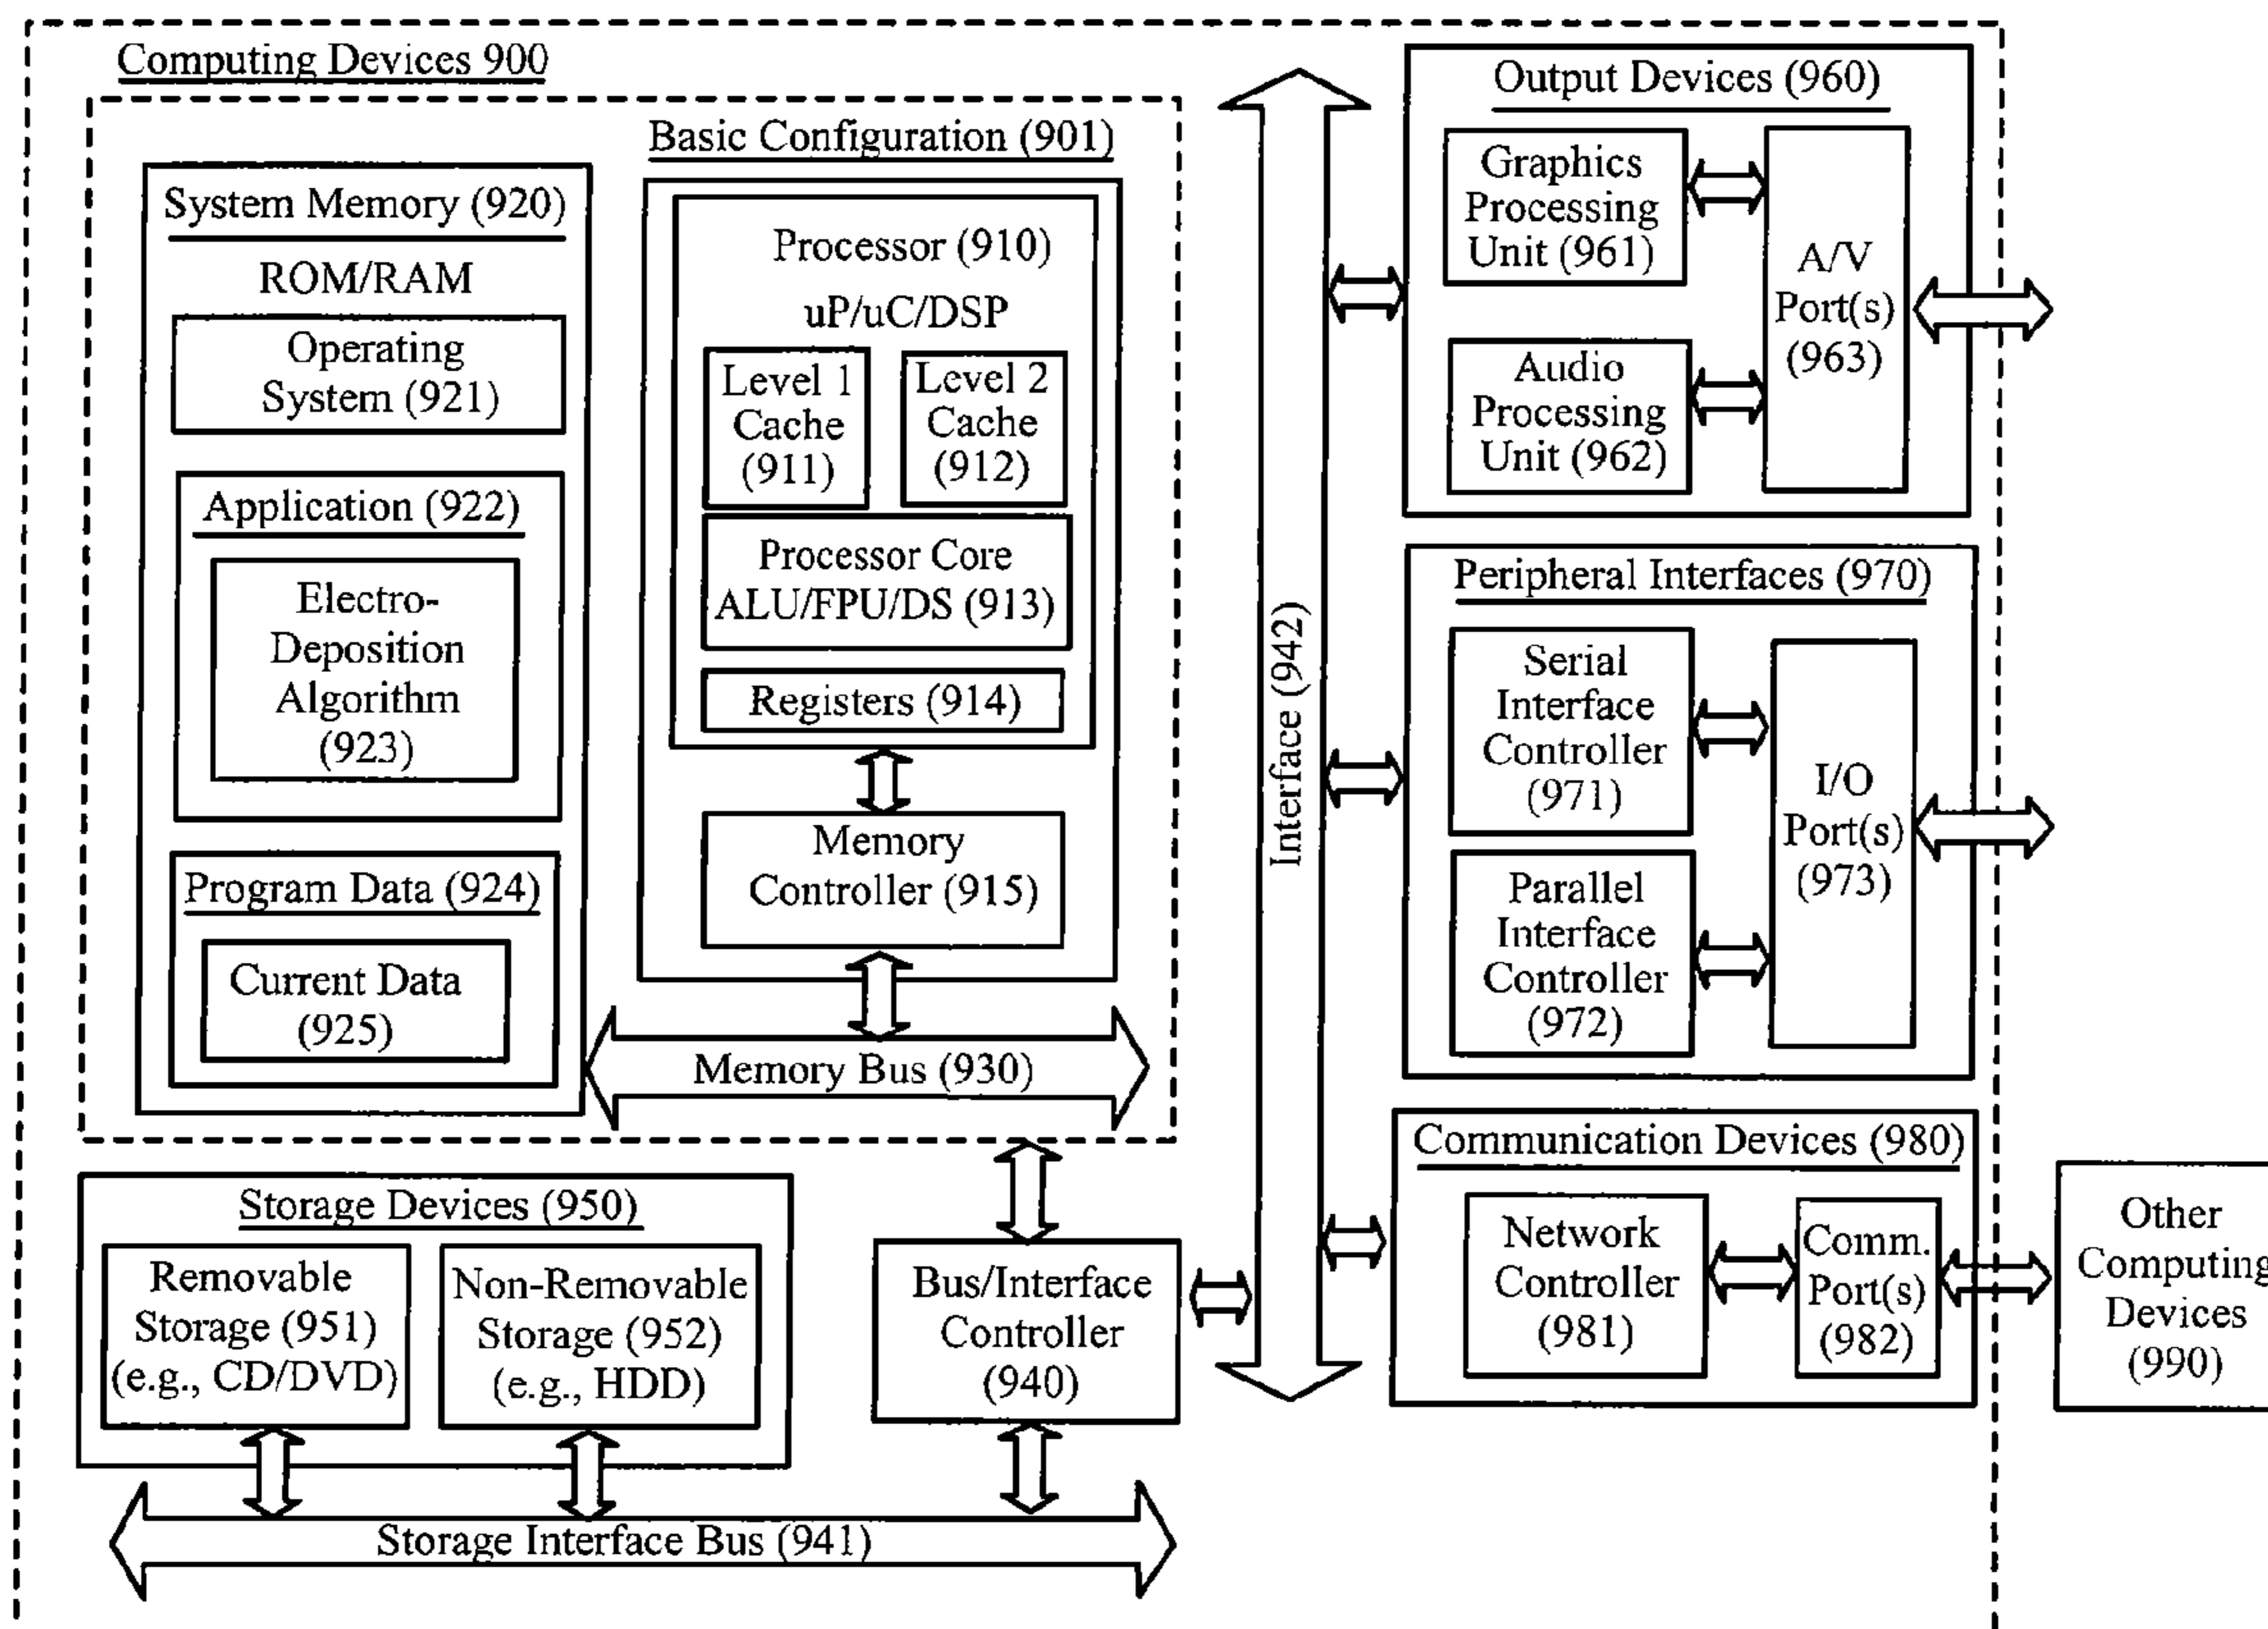 Computing Devices 900
Basic Configuration (901)
System Memory (920)
ROM/RAM
Operating
System (921)
Application (922)
Electro-
Deposition
Algorithm
(923)
Program Data (924)
Current Data
(925)
Processor (910)
uP/uC/DSP
Level 1
Cache
(911)
Level 2
Cache
(912)
Processor Core
ALU/FPU/DS (913)
Registers (914)
Memory
Controller (915)
Memory Bus (930)
Storage Devices (950)
Removable
Storage (951)
(e.g., CD/DVD)
Non-Removable
Storage (952)
(e.g., HDD)
Bus/Interface
Controller
(940)
Storage Interface Bus (941)
Interface (942)
Output Devices (960)
Graphics
Processing
Unit (961)
Audio
Processing
Unit (962)
A/V
Port(s)
(963)
Peripheral Interfaces (970)
Serial
Interface
Controller
(971)
Parallel
Interface
Controller
(972)
I/O
Port(s)
(973)
Communication Devices (980)
Network
Controller
(981)
Comm.
Port(s)
(982)
Other
Computing
Devices
(990)